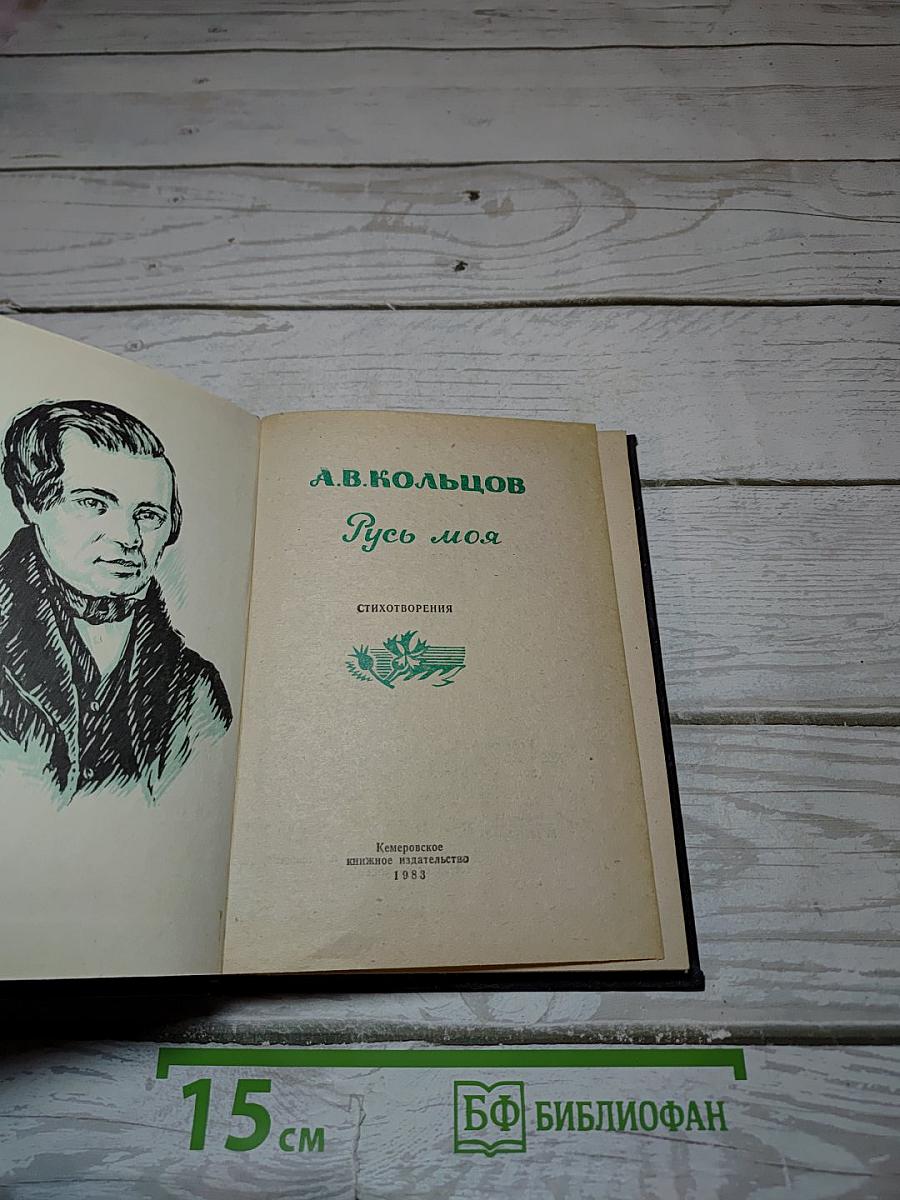 А.В.КОЛЬЦОВ
Русь моя
СТИХОТВОРЕНИЯ
Кемеровское
книжное издательство
1983
15 см
БФ БИБЛИОФАН